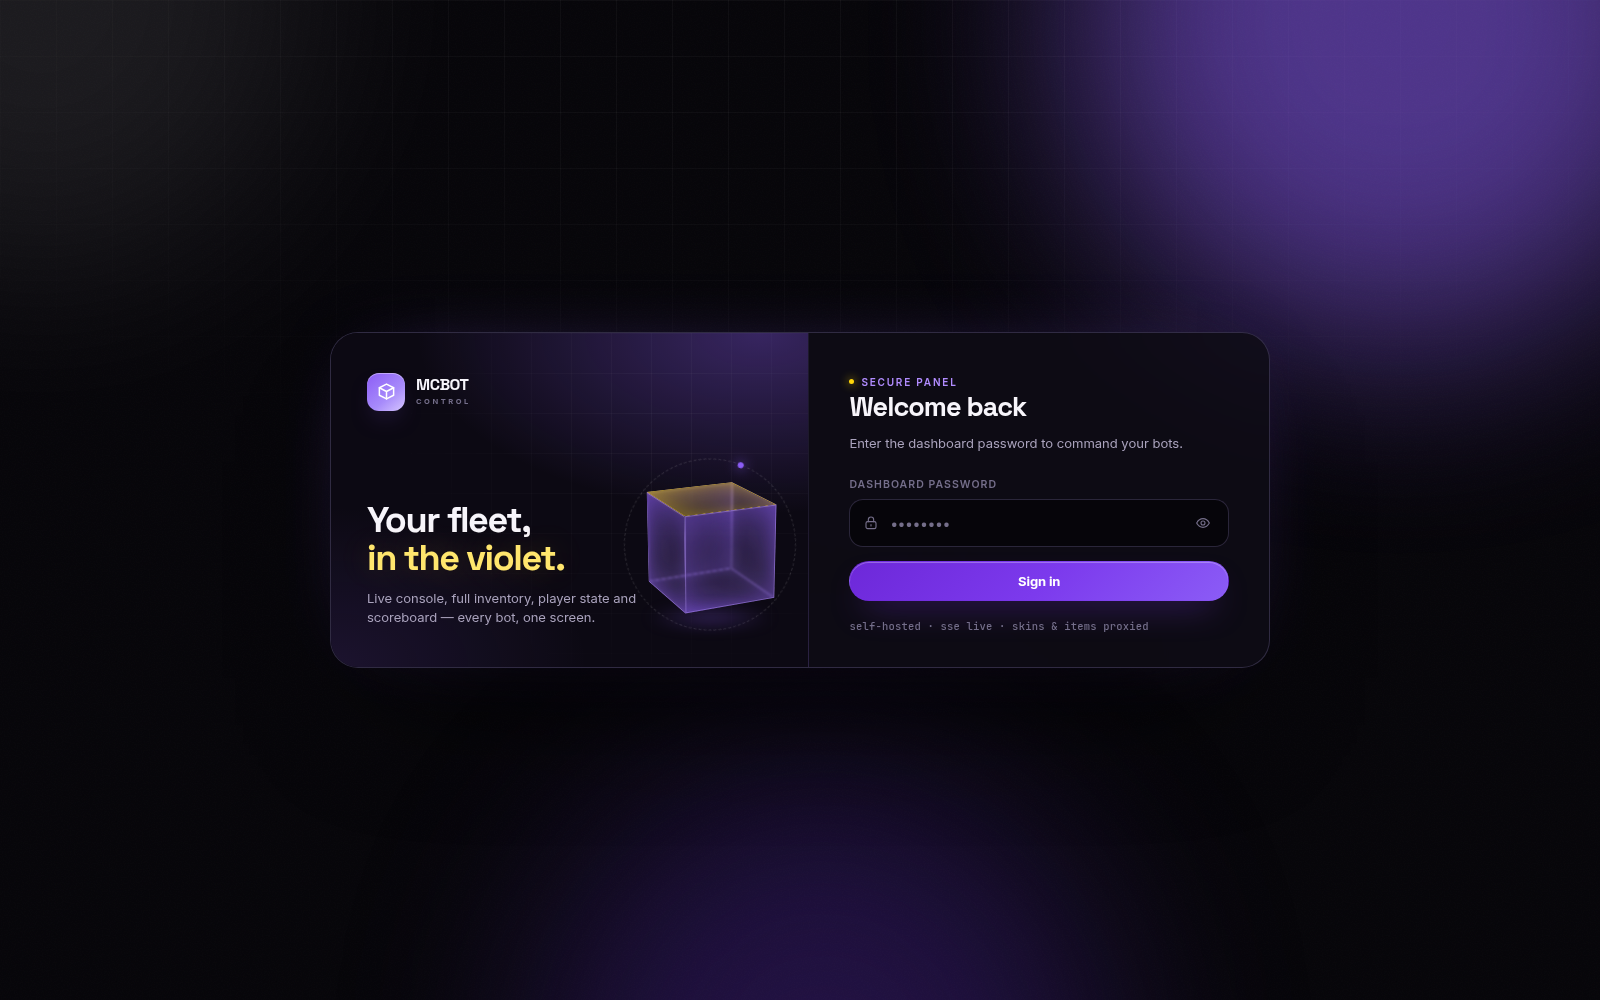 MCBOT
CONTROL
Your fleet,
in the violet.
Live console, full inventory, player state and
scoreboard — every bot, one screen.
SECURE PANEL
Welcome back
Enter the dashboard password to command your bots.
DASHBOARD PASSWORD
••••••••
Sign in
self-hosted · sse live · skins & items proxied